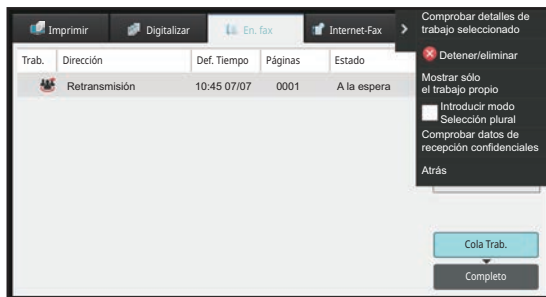 Imprimir
Digitalizar
En. fax
Internet-Fax
Trab.
Dirección
Def. Tiempo
Páginas
Estado
Retransmisión
10:45 07/07
0001
A la espera
Comprobar detalles de
trabajo seleccionado
Detener/eliminar
Mostrar sólo
el trabajo propio
Introducir modo
Selección plural
Comprobar datos de
recepción confidenciales
Atrás
Cola Trab.
Completo